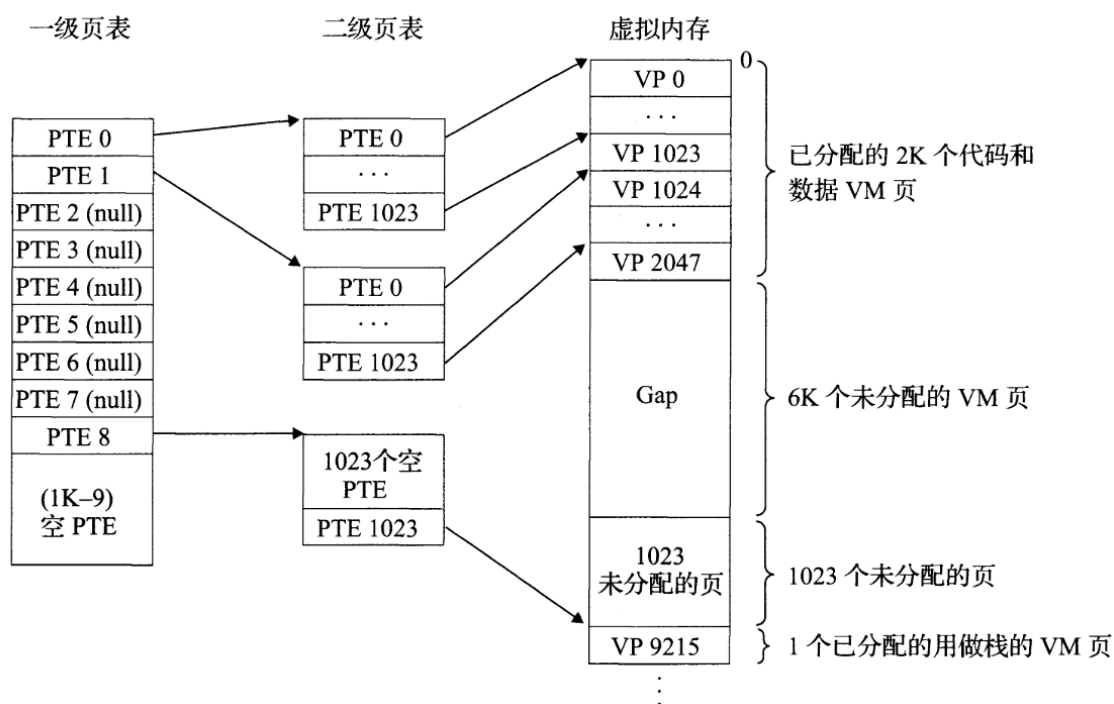 一级页表
二级页表
虚拟内存
PTE 0
PTE 1
PTE 2 (null)
PTE 3 (null)
PTE 4 (null)
PTE 5 (null)
PTE 6 (null)
PTE 7 (null)
PTE 8
(1K–9)
空 PTE
PTE 0
...
PTE 1023
PTE 0
...
PTE 1023
1023个空
PTE
PTE 1023
0
VP 0
...
VP 1023
VP 1024
...
VP 2047
Gap
1023
未分配的页
VP 9215
已分配的 2K 个代码和
数据 VM 页
6K 个未分配的 VM 页
1023 个未分配的页
1 个已分配的用做栈的 VM 页